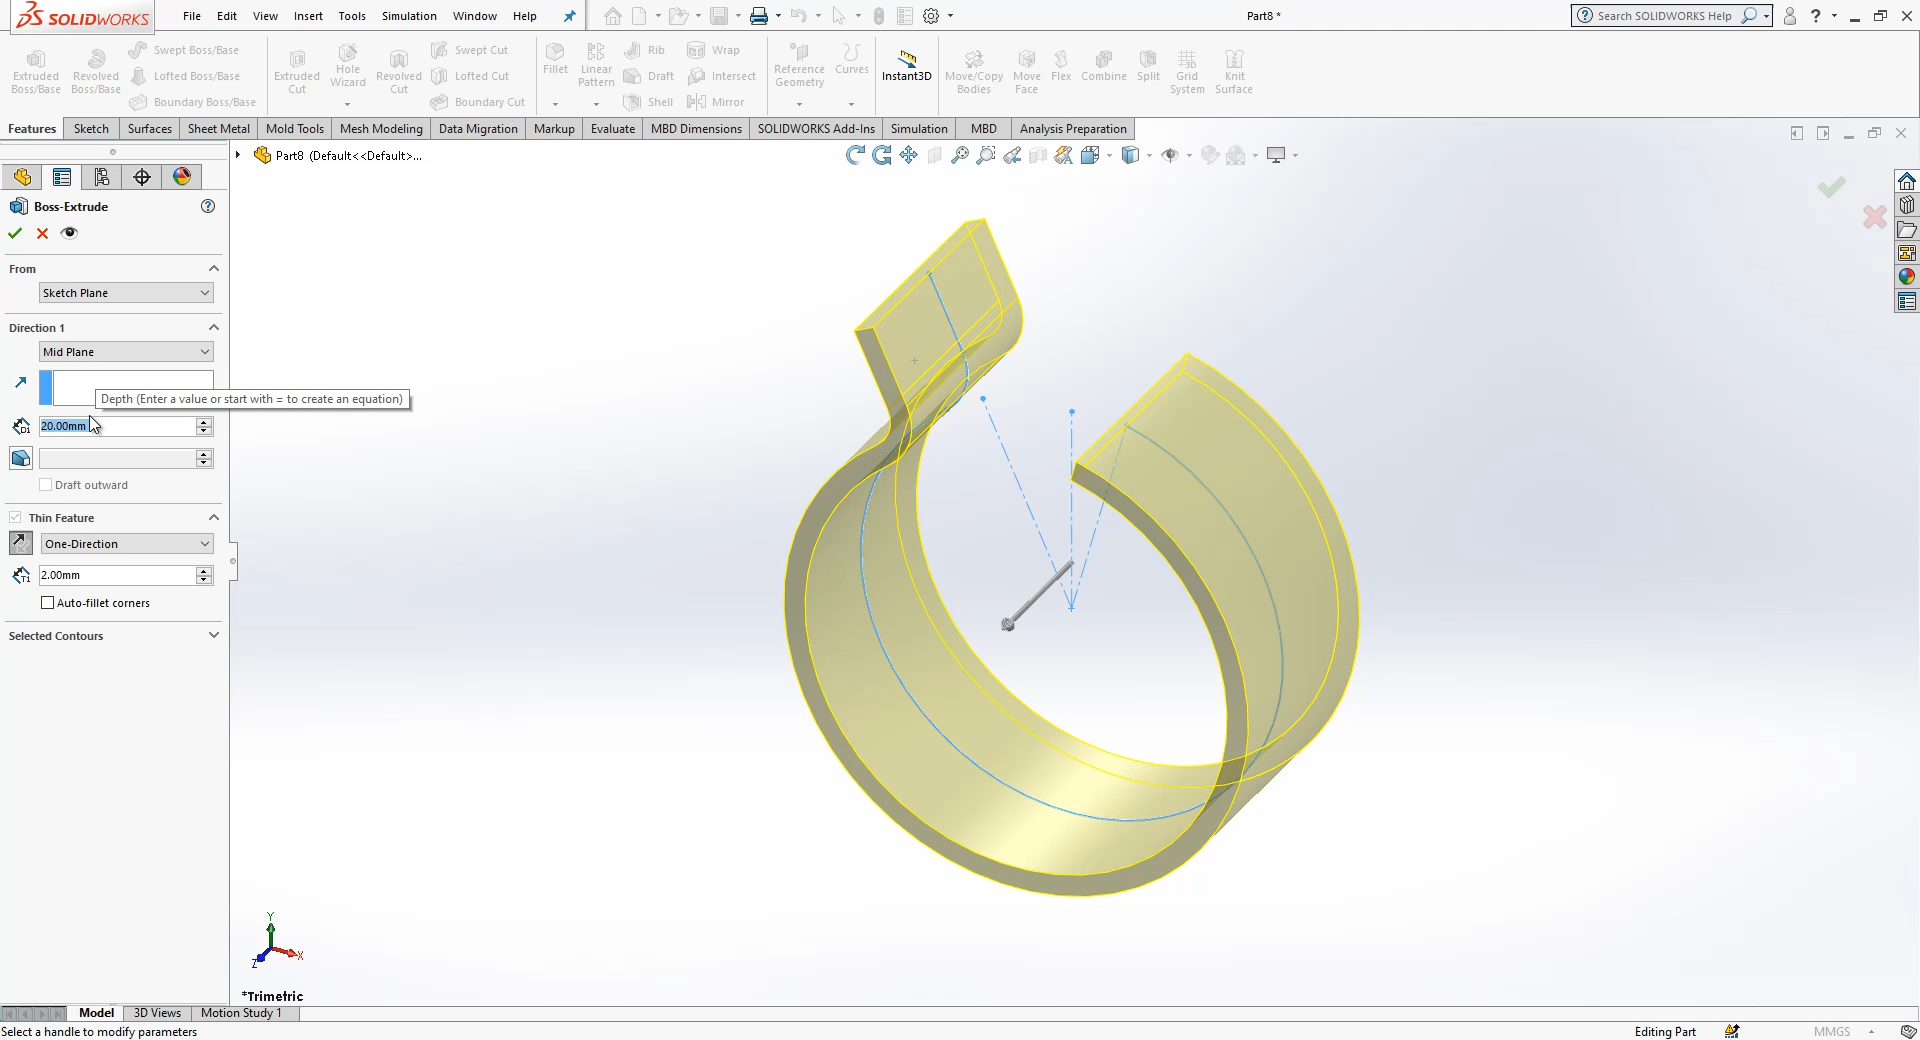 SOLIDWORKS
File Edit View Insert Tools Simulation Window Help
Part8 *
Search SOLIDWORKS Help
Extruded Boss/Base
Revolved Boss/Base
Swept Boss/Base
Lofted Boss/Base
Boundary Boss/Base
Extruded Cut
Hole Wizard
Revolved Cut
Swept Cut
Lofted Cut
Boundary Cut
Fillet
Linear Pattern
Rib
Draft
Shell
Wrap
Intersect
Mirror
Reference Geometry
Curves
Instant3D
Move/Copy Bodies
Move Face
Flex
Combine
Split
Grid System
Knit Surface
Features Sketch Surfaces Sheet Metal Mold Tools Mesh Modeling Data Migration Markup Evaluate MBD Dimensions SOLIDWORKS Add-Ins Simulation MBD Analysis Preparation
Part8 (Default<<Default>...
Boss-Extrude
From
Sketch Plane
Direction 1
Mid Plane
Depth (Enter a value or start with = to create an equation)
D1
20.00mm
Draft outward
Thin Feature
One-Direction
T1
2.00mm
Auto-fillet corners
Selected Contours
Y
X
Z
*Trimetric
Model 3D Views Motion Study 1
Select a handle to modify parameters
Editing Part
MMGS